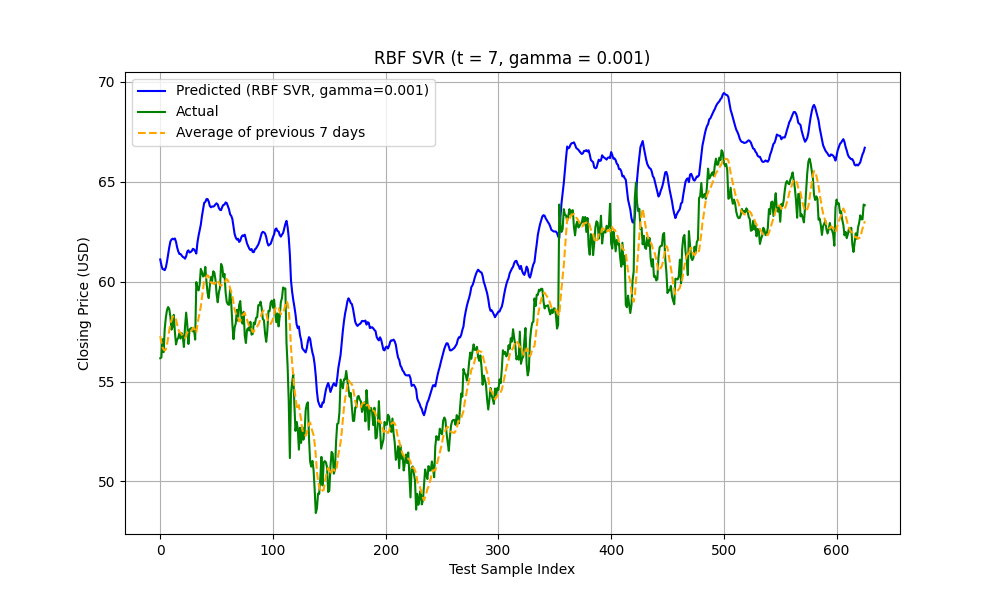 RBF SVR (t = 7, gamma = 0.001)
Predicted (RBF SVR, gamma=0.001)
Actual
Average of previous 7 days
Closing Price (USD)
70
65
60
55
50
0 100 200 300 400 500 600
Test Sample Index